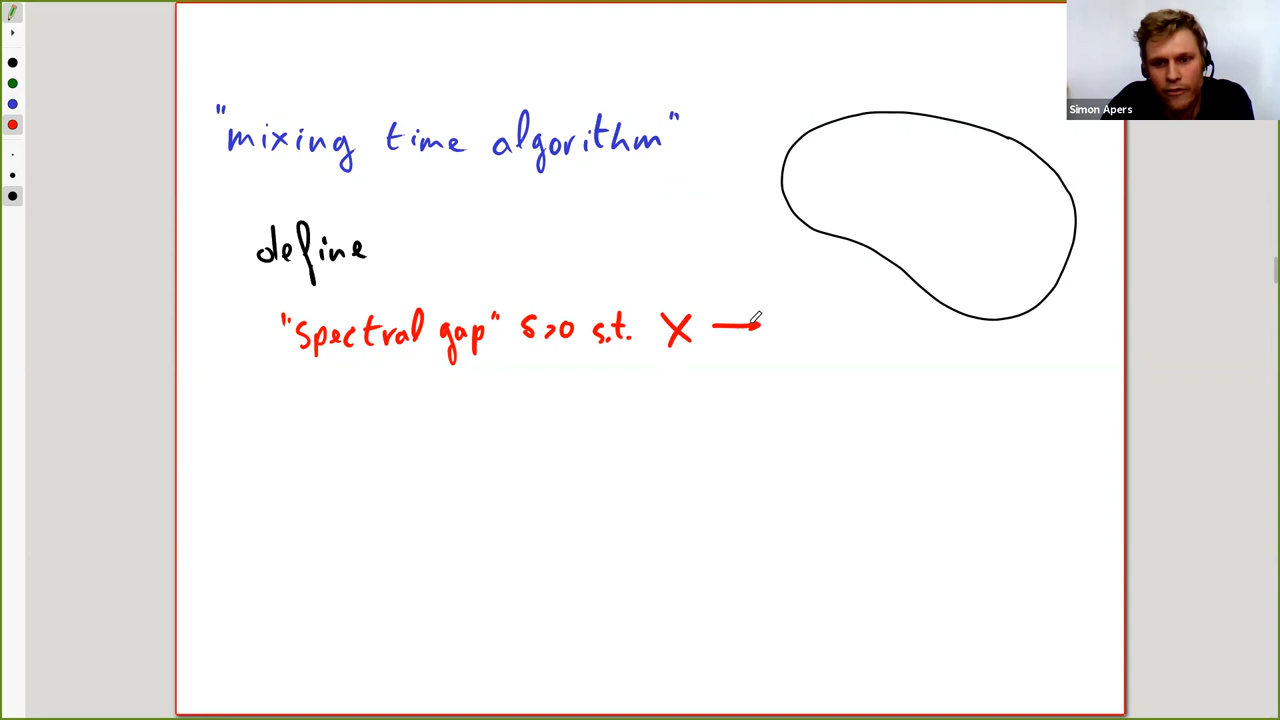 Simon Apers
"mixing time algorithm"
define
"spectral gap" δ>0 s.t. X →